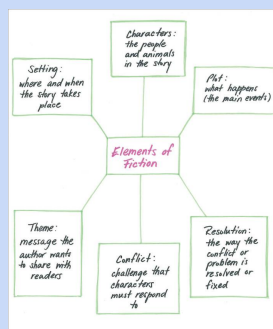 Characters:
the people
and animals
in the story
Setting:
where and when
the story takes
place
Plot:
what happens
(the main events)
Elements of
Fiction
Theme:
message the
author wants
to share with
readers
Conflict:
challenge that
characters
must respond
to
Resolution:
the way the
conflict or
problem is
resolved or
fixed